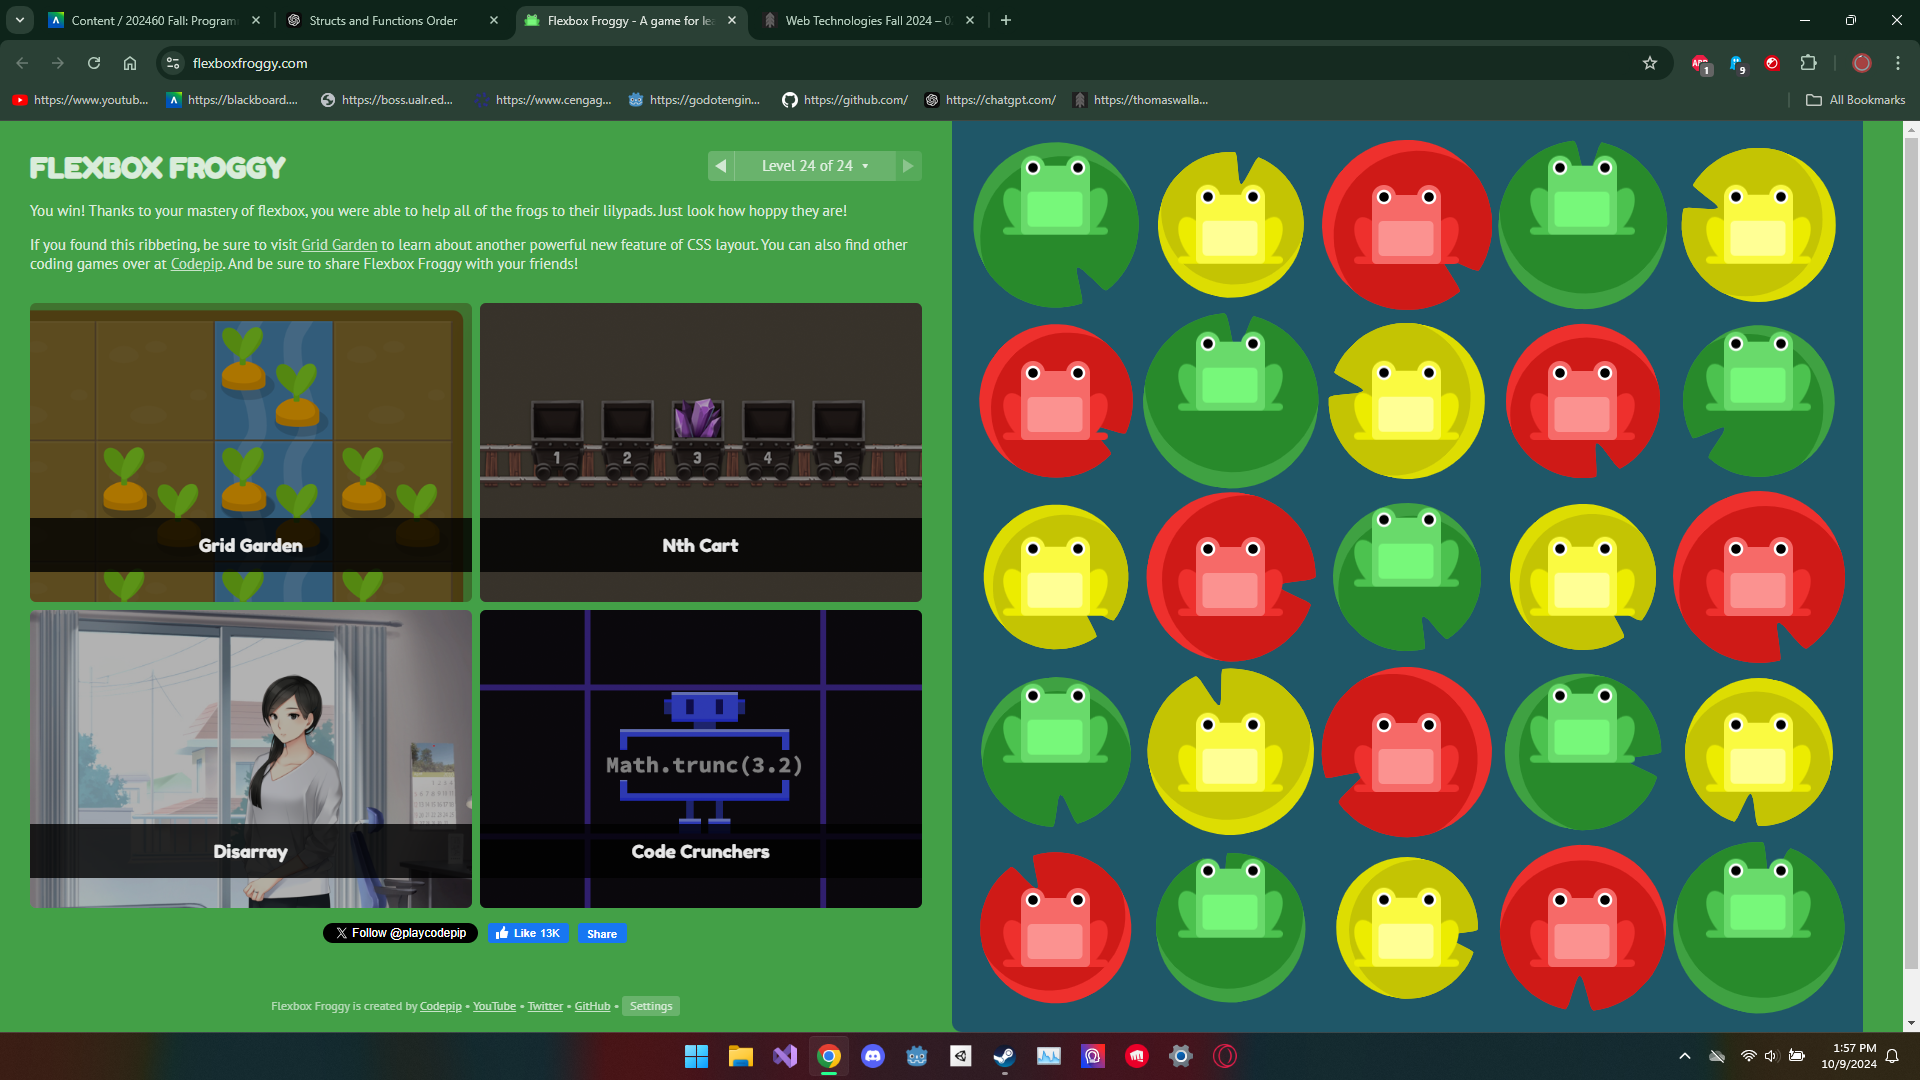 Content / 202460 Fall: Program
Structs and Functions Order
Flexbox Froggy - A game for le
Web Technologies Fall 2024 – 0
flexboxfroggy.com
1
9
https://www.youtub...
https://blackboard....
https://boss.ualr.ed...
https://www.cengag...
https://godotengin...
https://github.com/
https://chatgpt.com/
https://thomaswalla...
All Bookmarks
FLEXBOX FROGGY
Level 24 of 24
You win! Thanks to your mastery of flexbox, you were able to help all of the frogs to their lilypads. Just look how hoppy they are!
If you found this ribbeting, be sure to visit Grid Garden to learn about another powerful new feature of CSS layout. You can also find other
coding games over at Codepip. And be sure to share Flexbox Froggy with your friends!
Grid Garden
1 2 3 4 5
Nth Cart
Disarray
Math.trunc(3.2)
Code Crunchers
Follow @playcodepip
Like 13K
Share
Flexbox Froggy is created by Codepip • YouTube • Twitter • GitHub • Settings
1:57 PM
10/9/2024